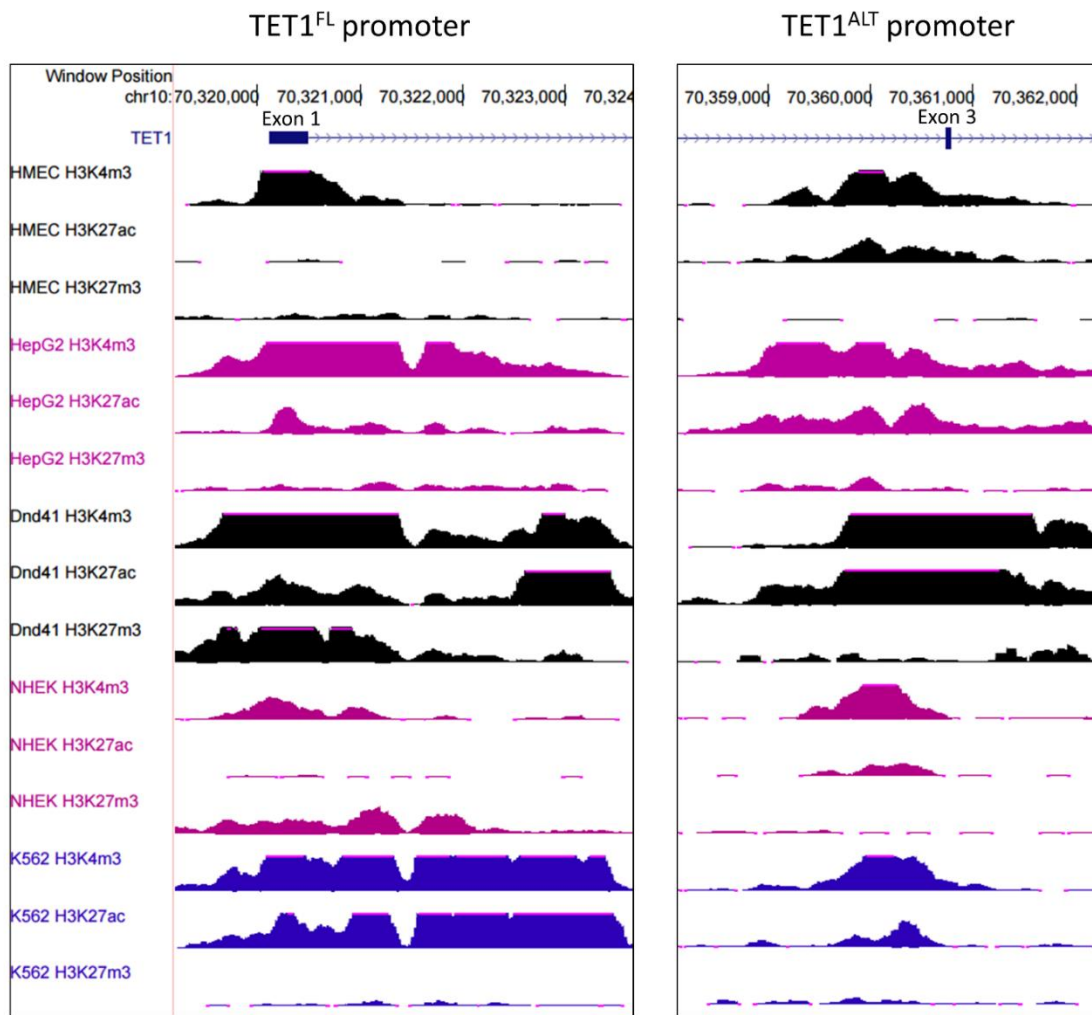 TET1FL promoter
TET1ALT promoter
Window Position
chr10: 70,320,000 70,321,000 70,322,000 70,323,000 70,324
70,359,000 70,360,000 70,361,000 70,362,000
Exon 1
Exon 3
TET1
HMEC H3K4m3
HMEC H3K27ac
HMEC H3K27m3
HepG2 H3K4m3
HepG2 H3K27ac
HepG2 H3K27m3
Dnd41 H3K4m3
Dnd41 H3K27ac
Dnd41 H3K27m3
NHEK H3K4m3
NHEK H3K27ac
NHEK H3K27m3
K562 H3K4m3
K562 H3K27ac
K562 H3K27m3